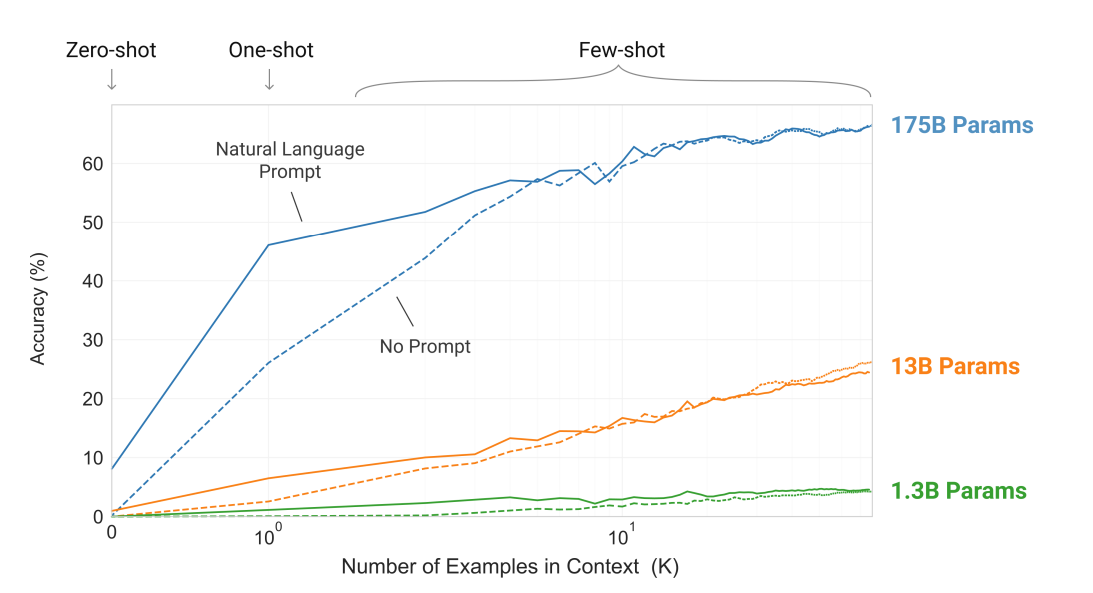 Zero-shot One-shot Few-shot
175B Params
Natural Language
Prompt
No Prompt
13B Params
1.3B Params
Accuracy (%)
60
50
40
30
20
10
0
0 10⁰ 10¹
Number of Examples in Context (K)